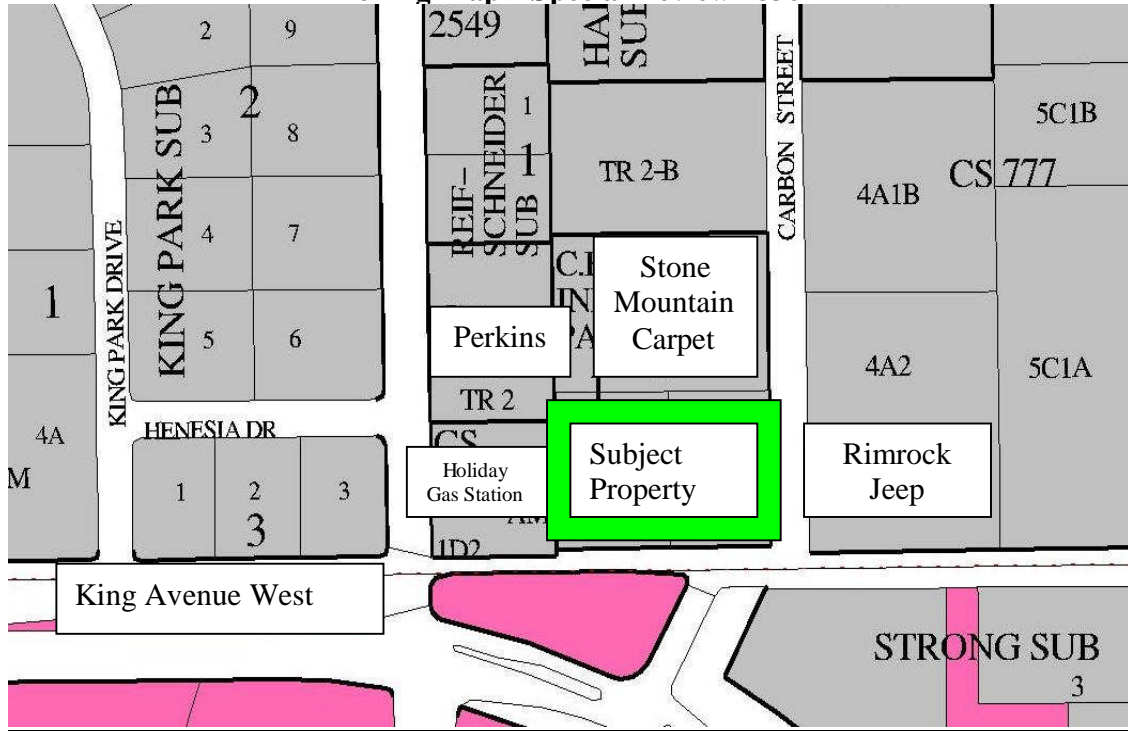 2
9
2549
KING PARK SUB
2
3
8
4
7
5
6
1
KING PARK DRIVE
4A
M
HENESIA DR
1
2
3
3
REIF-
SCHNEIDER
SUB
1
1
SUB
TR 2-B
CARBON STREET
5C1B
CS 777
4A1B
Stone
Mountain
Carpet
Perkins
TR 2
4A2
5C1A
CS
Holiday
Gas Station
1D2
Subject
Property
Rimrock
Jeep
King Avenue West
STRONG SUB
3